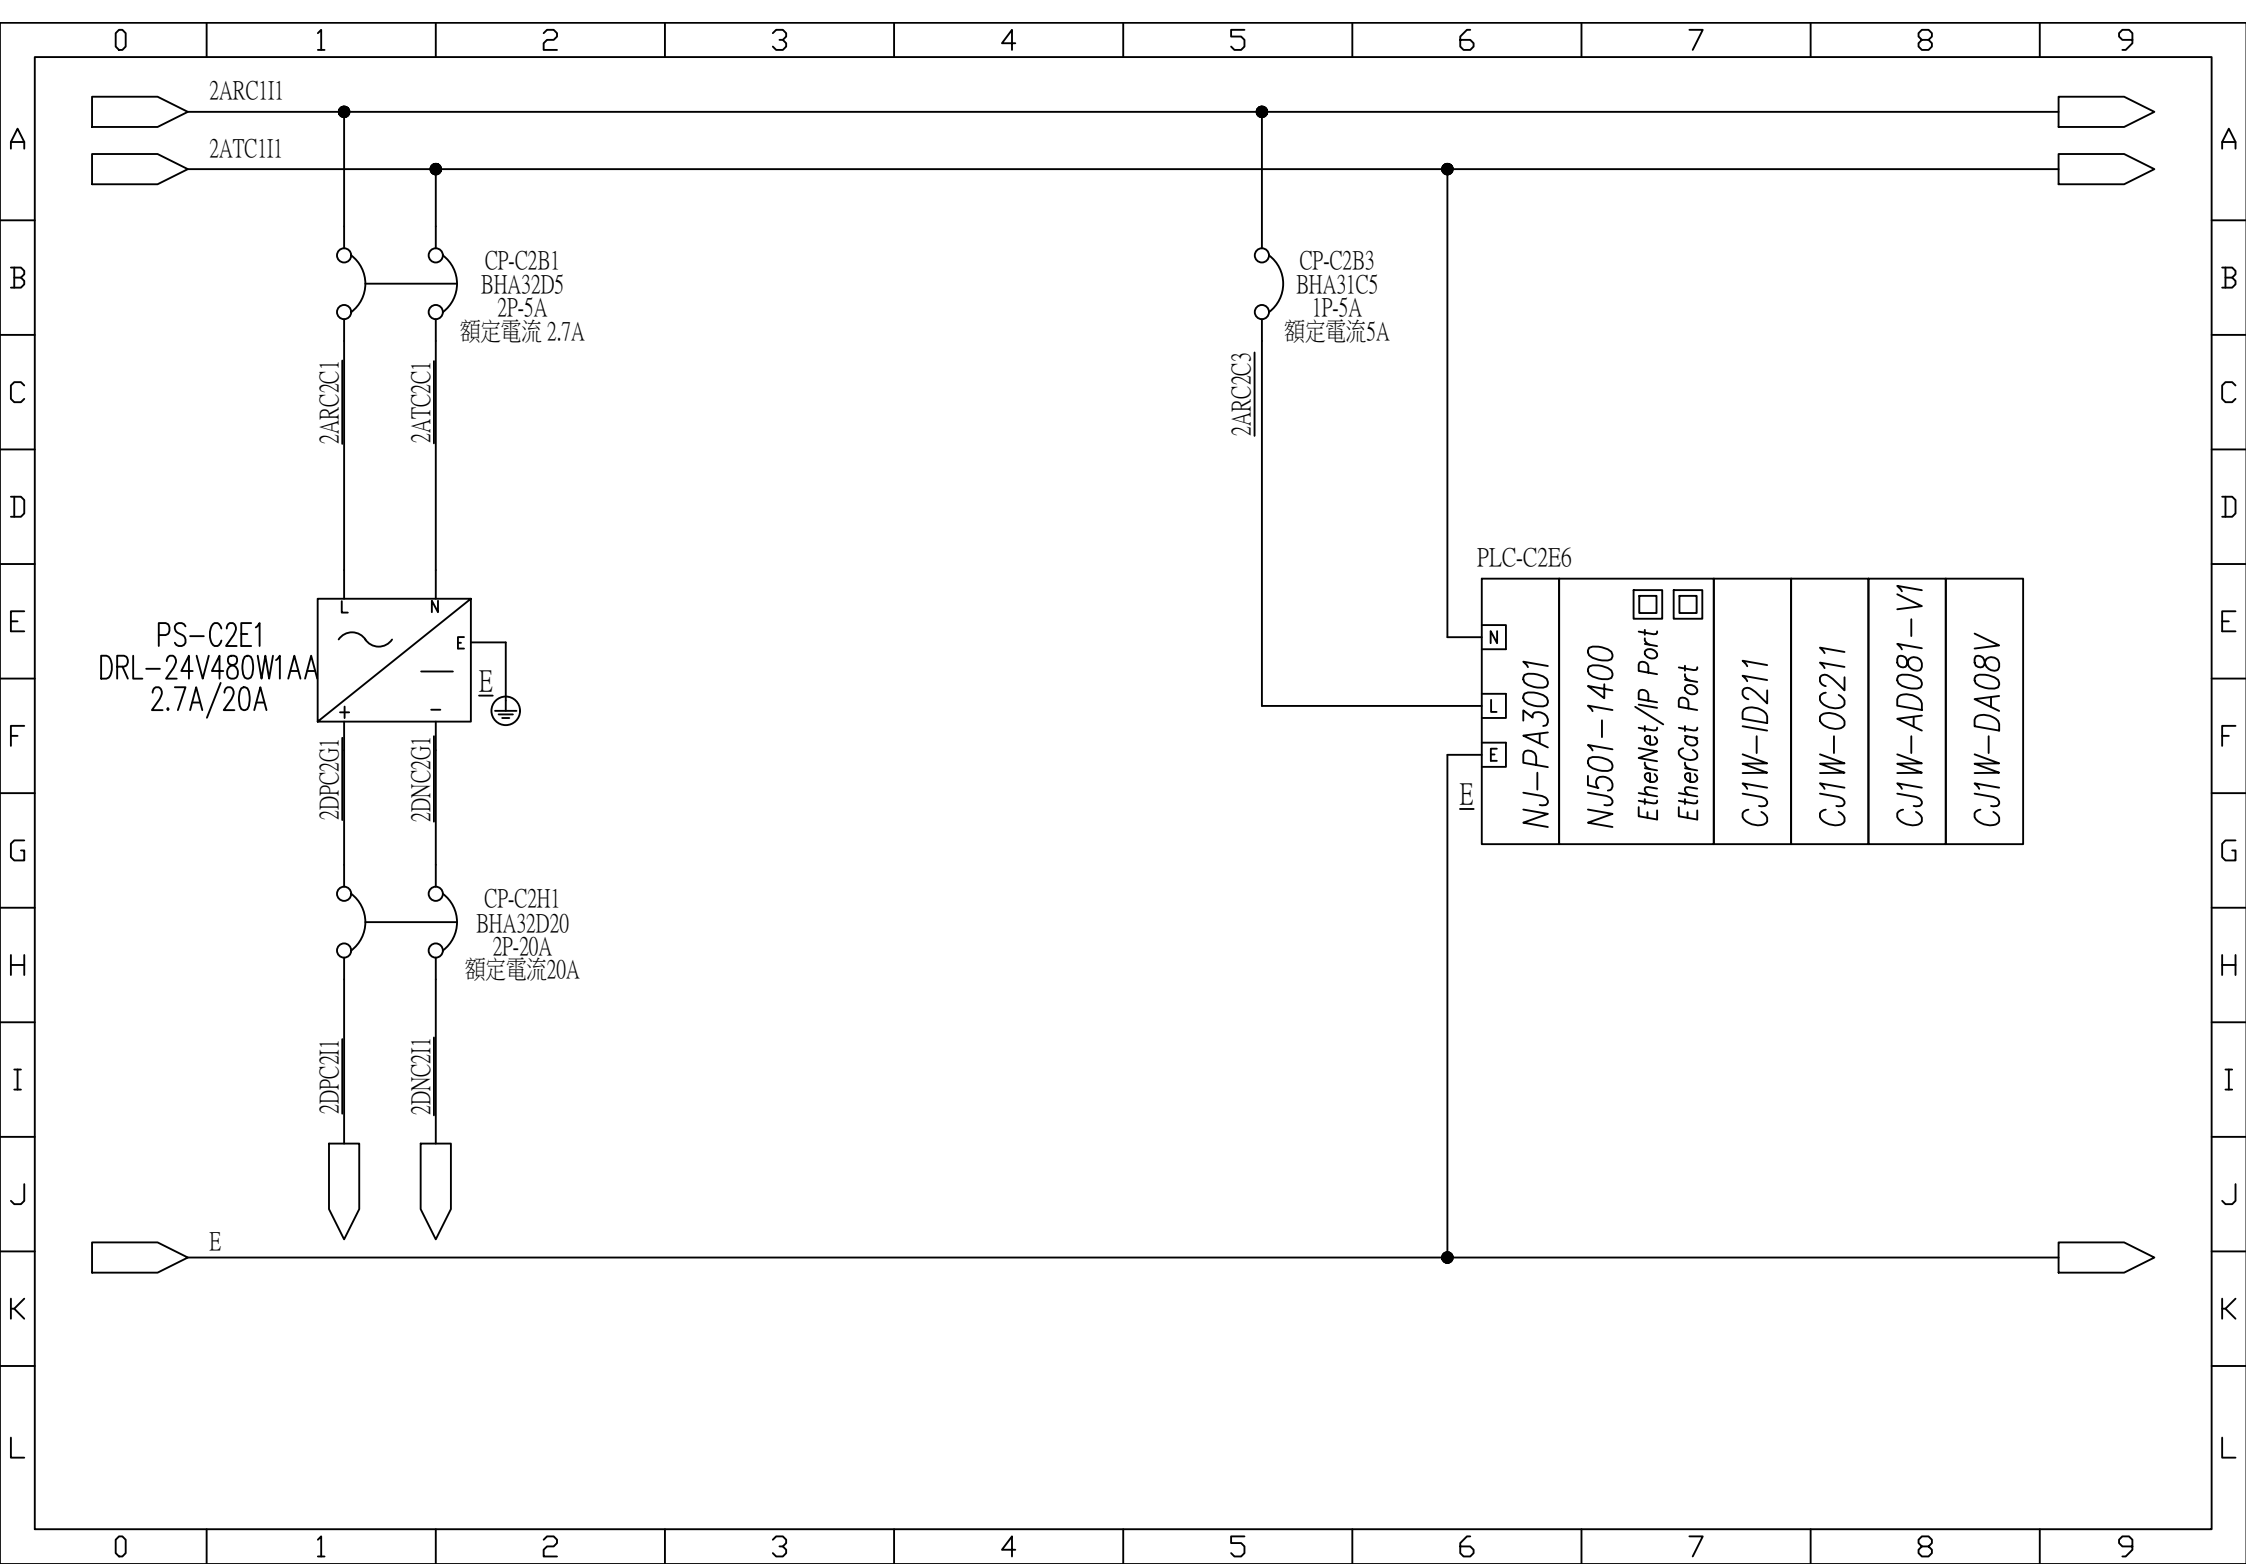 0 1 2 3 4 5 6 7 8 9
2ARC1I1
A A
2ATC1I1
CP-C2B1
BHA32D5
2P-5A
額定電流 2.7A
CP-C2B3
BHA31C5
1P-5A
額定電流5A
B B
2ARC2C1
2ATC2C1
2ARC2C3
C C
D D
PLC-C2E6
E E
PS-C2E1
DRL-24V480W1AA
2.7A/20A
L N
E
+ -
E
N
L
E
E
NJ-PA3001
NJ501-1400
EtherNet/IP Port
EtherCat Port
CJ1W-ID211
CJ1W-OC211
CJ1W-AD081-V1
CJ1W-DA08V
F F
2DPC2G1
2DNC2G1
G G
CP-C2H1
BHA32D20
2P-20A
額定電流20A
H H
2DPC2I1
2DNC2I1
I I
J J
E
K K
L L
0 1 2 3 4 5 6 7 8 9